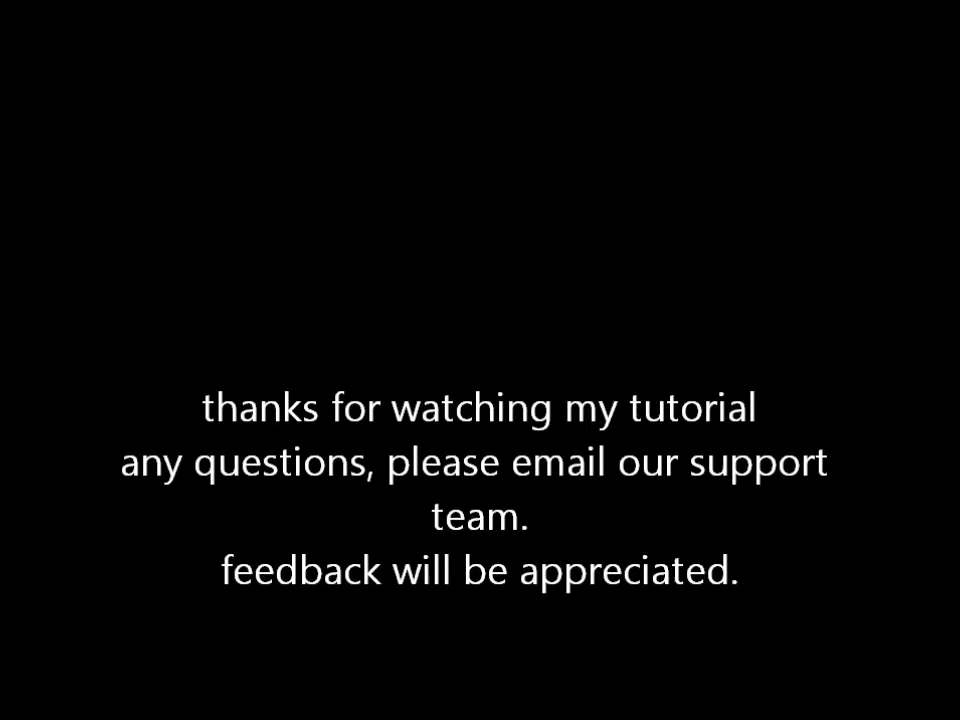 thanks for watching my tutorial
any questions, please email our support
team.
feedback will be appreciated.